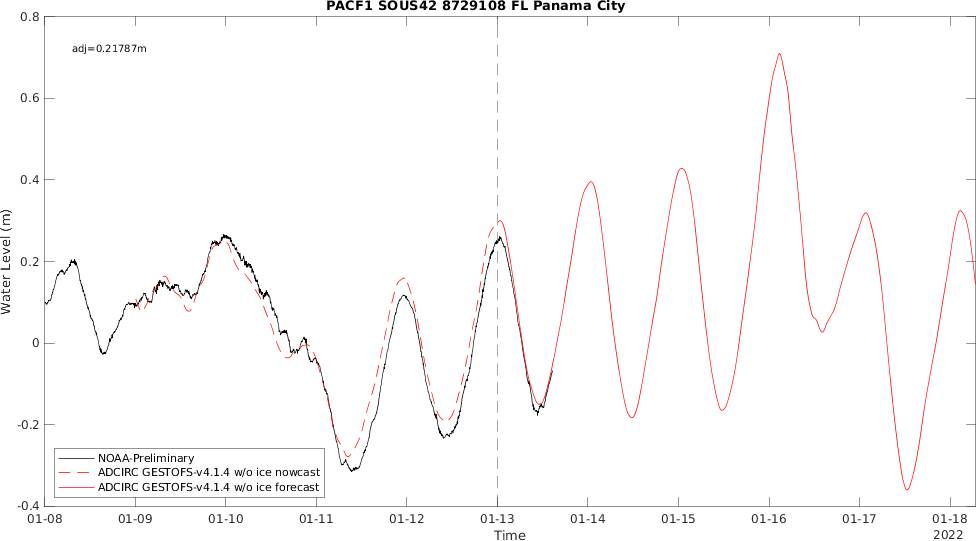 PACF1 SOUS42 8729108 FL Panama City
adj=0.21787m
Water Level (m)
0.8
0.6
0.4
0.2
0
-0.2
-0.4
NOAA-Preliminary
ADCIRC GESTOFS-v4.1.4 w/o ice nowcast
ADCIRC GESTOFS-v4.1.4 w/o ice forecast
01-08 01-09 01-10 01-11 01-12 01-13 01-14 01-15 01-16 01-17 01-18
2022
Time